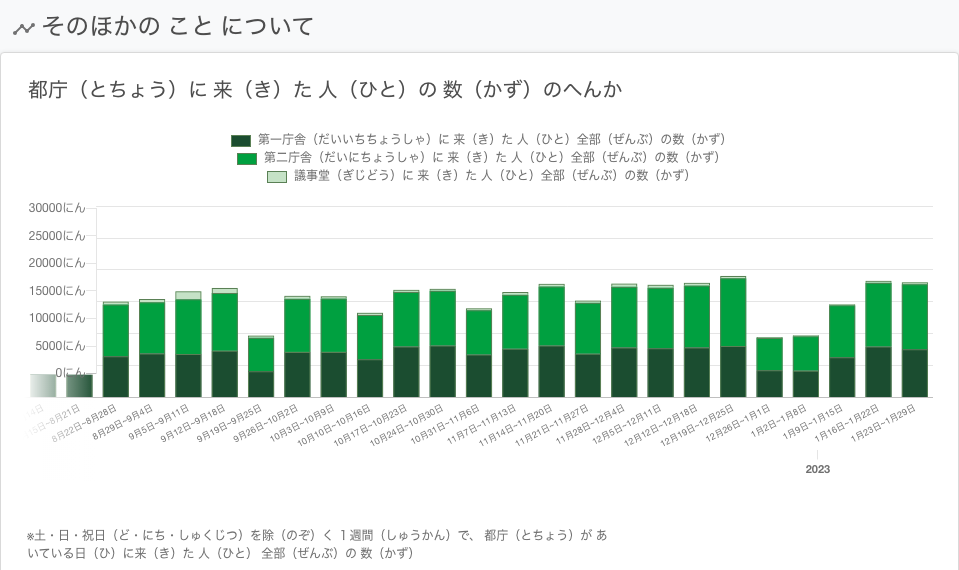 そのほかの こと について
都庁（とちょう）に 来（き）た 人（ひと）の 数（かず）のへんか
第一庁舎（だいいちちょうしゃ）に 来（き）た 人（ひと）全部（ぜんぶ）の数（かず）
第二庁舎（だいにちょうしゃ）に 来（き）た 人（ひと）全部（ぜんぶ）の数（かず）
議事堂（ぎじどう）に 来（き）た 人（ひと）全部（ぜんぶ）の数（かず）
30000にん
25000にん
20000にん
15000にん
10000にん
5000にん
0にん
8月21日
8月22日~8月28日
8月29日~9月4日
9月5日~9月11日
9月12日~9月18日
9月19日~9月25日
9月26日~10月2日
10月3日~10月9日
10月10日~10月16日
10月17日~10月23日
10月24日~10月30日
10月31日~11月6日
11月7日~11月13日
11月14日~11月20日
11月21日~11月27日
11月28日~12月4日
12月5日~12月11日
12月12日~12月18日
12月19日~12月25日
12月26日~1月1日
1月2日~1月8日
1月9日~1月15日
1月16日~1月22日
1月23日~1月29日
2023
※土・日・祝日（ど・にち・しゅくじつ）を除（のぞ）く １週間（しゅうかん）で、 都庁（とちょう）が あ
いている日（ひ）に来（き）た 人（ひと） 全部（ぜんぶ）の 数（かず）